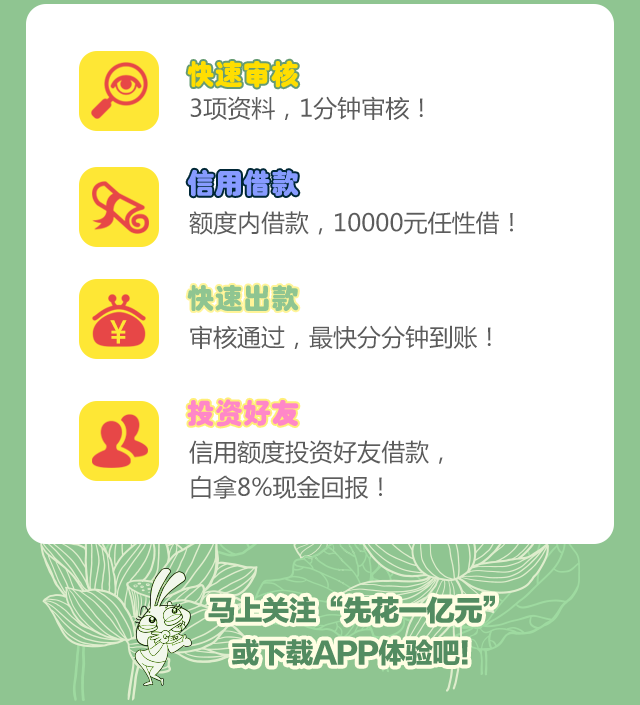 快速审核
3项资料，1分钟审核！
信用借款
额度内借款，10000元任性借！
¥
快速出款
审核通过，最快分分钟到账！
投资好友
信用额度投资好友借款，
白拿8%现金回报！
马上关注“先花一亿元”
或下载APP体验吧!